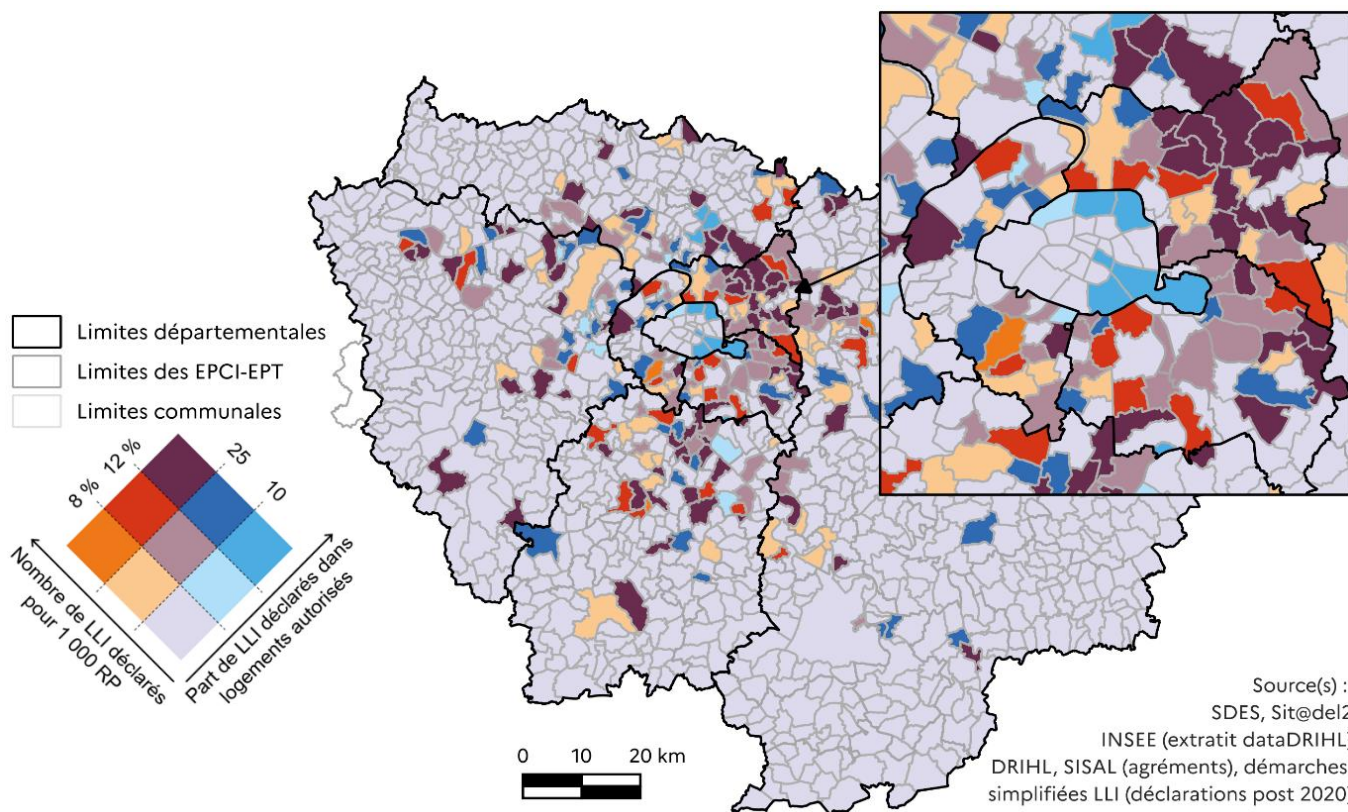 Limites départementales
Limites des EPCI-EPT
Limites communales
12 %
8 %
25
10
Nombre de LLI déclarés
pour 1 000 RP
Part de LLI déclarés dans
logements autorisés
0 10 20 km
Source(s) :
SDES, Sit@del2
INSEE (extratit dataDRIHL)
DRIHL, SISAL (agréments), démarches
simplifiées LLI (déclarations post 2020)